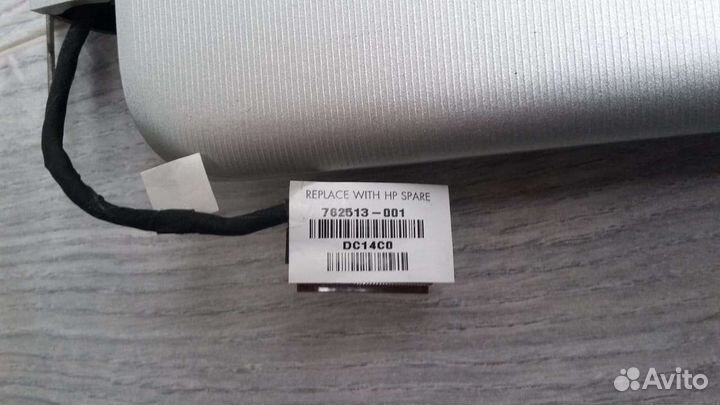 REPLACE WITH HP SPARE
762513-001
DC14C0
Avito